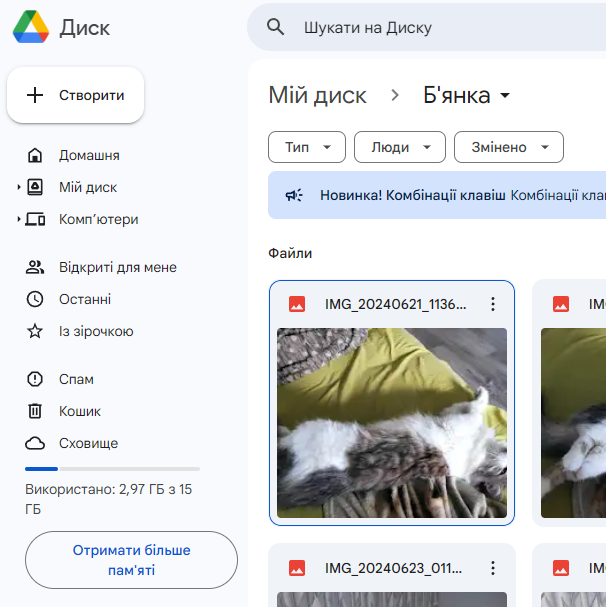 Диск
Шукати на Диску
Створити
Мій диск
Б'янка
Тип
Люди
Змінено
Домашня
Мій диск
Комп’ютери
Новинка! Комбінації клавіш Комбінації
Файли
Відкриті для мене
Останні
Із зірочкою
IMG_20240621_1136...
Спам
Кошик
Сховище
Використано: 2,97 ГБ з 15
ГБ
Отримати більше
пам'яті
IMG_20240623_011...